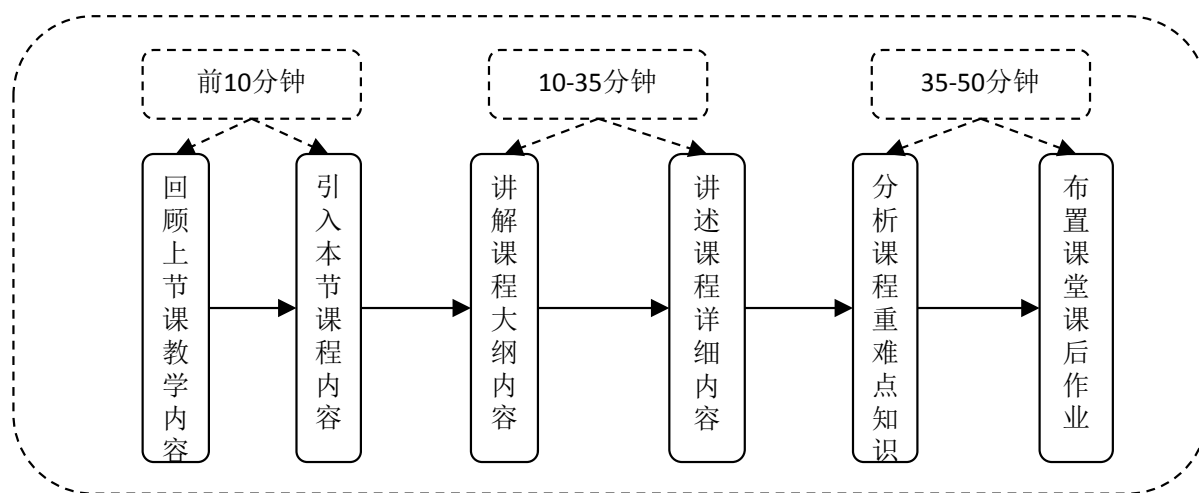 前10分钟
10-35分钟
35-50分钟
回顾上节课教学内容
引入本节课程内容
讲解课程大纲内容
讲述课程详细内容
分析课程重难点知识
布置课堂课后作业